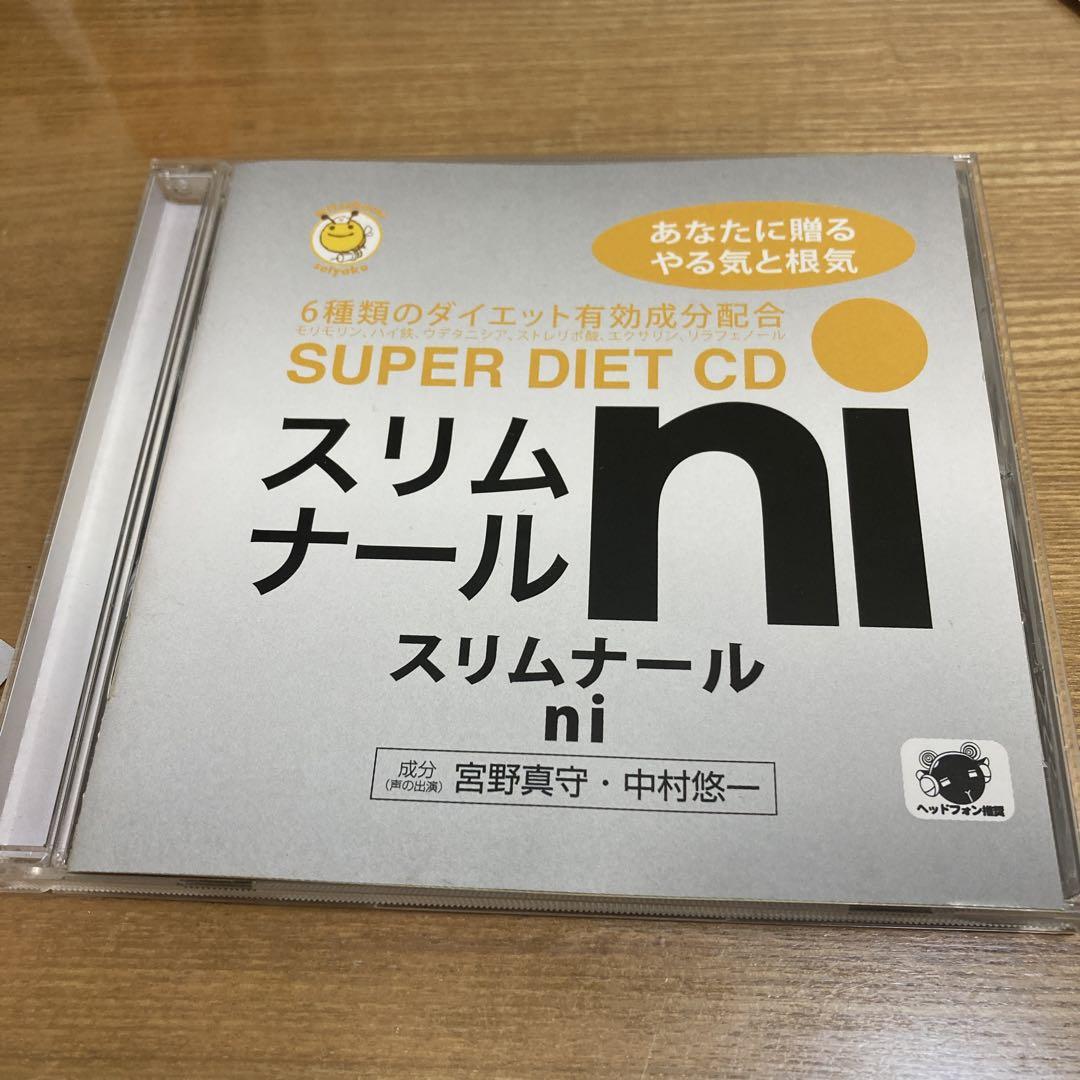 seiyaku
あなたに贈る
やる気と根気
6種類のダイエット有効成分配合
モリモリン、ハイ鉄、ウデタニシア、ストレリボ酸、エクサリン、リラフェノール
SUPER DIET CD
スリム
ナール
ni
スリムナール
ni
成分
(声の出演)
宮野真守・中村悠一
ヘッドフォン推奨